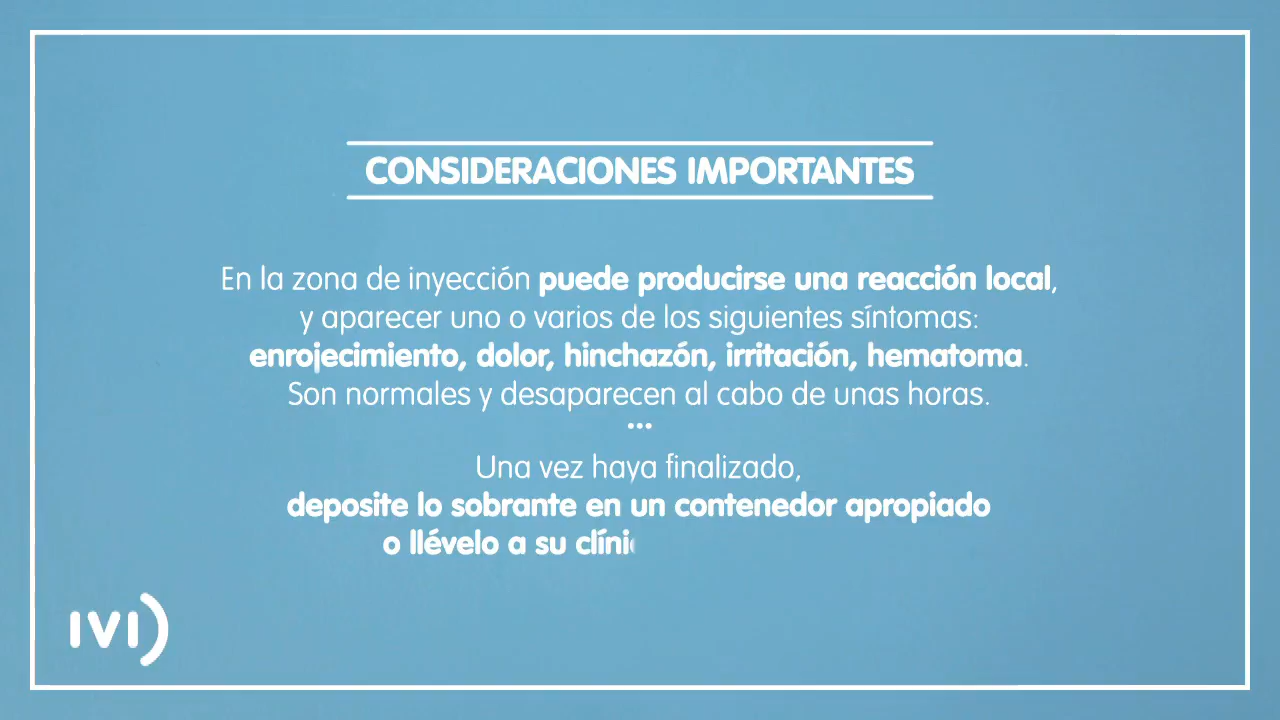 CONSIDERACIONES IMPORTANTES
En la zona de inyección puede producirse una reacción local,
y aparecer uno o varios de los siguientes síntomas:
enrojecimiento, dolor, hinchazón, irritación, hematoma.
Son normales y desaparecen al cabo de unas horas.
...
Una vez haya finalizado,
deposite lo sobrante en un contenedor apropiado
o llévelo a su
IVI